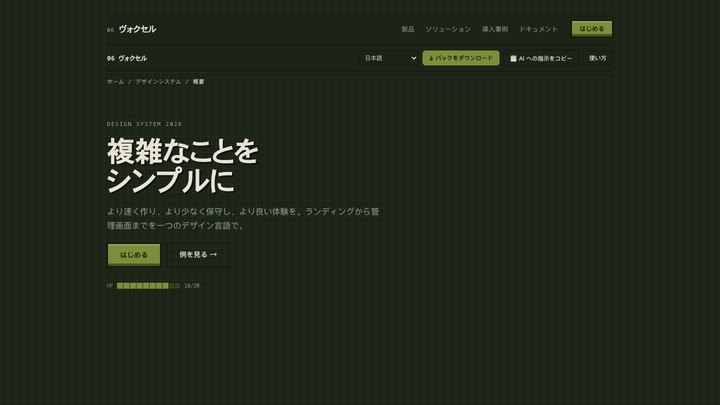 06 ヴォクセル
製品 ソリューション 導入事例 ドキュメント はじめる
06 ヴォクセル
日本語 ⤓ パックをダウンロード 📋 AI への指示をコピー 使い方
ホーム / デザインシステム / 概要
DESIGN SYSTEM 2026
複雑なことを
シンプルに
より速く作り、より少なく保守し、より良い体験を。ランディングから管
理画面までを一つのデザイン言語で。
はじめる 例を見る →
HP 18/20